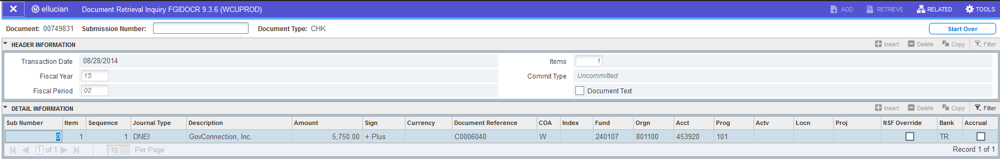 ellucian Document Retrieval Inquiry FGIDOCR 9.3.6 (WCUPROD) ADD RETRIEVE RELATED TOOLS
Document: 00749831 Submission Number: Document Type: CHK Start Over
HEADER INFORMATION Insert Delete Copy Filter
Transaction Date 08/28/2014 Items 1
Fiscal Year 15 Commit Type Uncommitted
Fiscal Period 02 Document Text
DETAIL INFORMATION Insert Delete Copy Filter
Sub Number Item Sequence Journal Type Description Amount Sign Currency Document Reference COA Index Fund Orgn Acct Prog Actv Locn Proj NSF Override Bank Accrual
0 1 1 DNEI GovConnection, Inc. 5,750.00 + Plus C0006040 W 240107 801100 453920 101 TR
1 of 1 10 Per Page Record 1 of 1